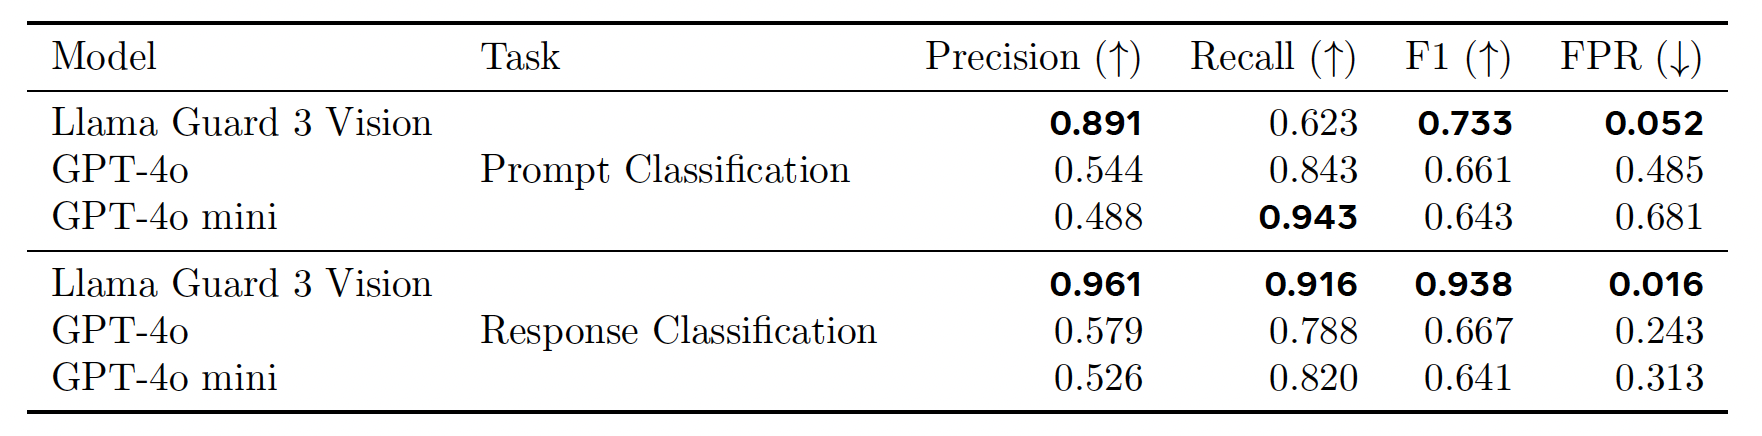 Model Task Precision (↑) Recall (↑) F1 (↑) FPR (↓)
Llama Guard 3 Vision 0.891 0.623 0.733 0.052
GPT-4o Prompt Classification 0.544 0.843 0.661 0.485
GPT-4o mini 0.488 0.943 0.643 0.681
Llama Guard 3 Vision 0.961 0.916 0.938 0.016
GPT-4o Response Classification 0.579 0.788 0.667 0.243
GPT-4o mini 0.526 0.820 0.641 0.313